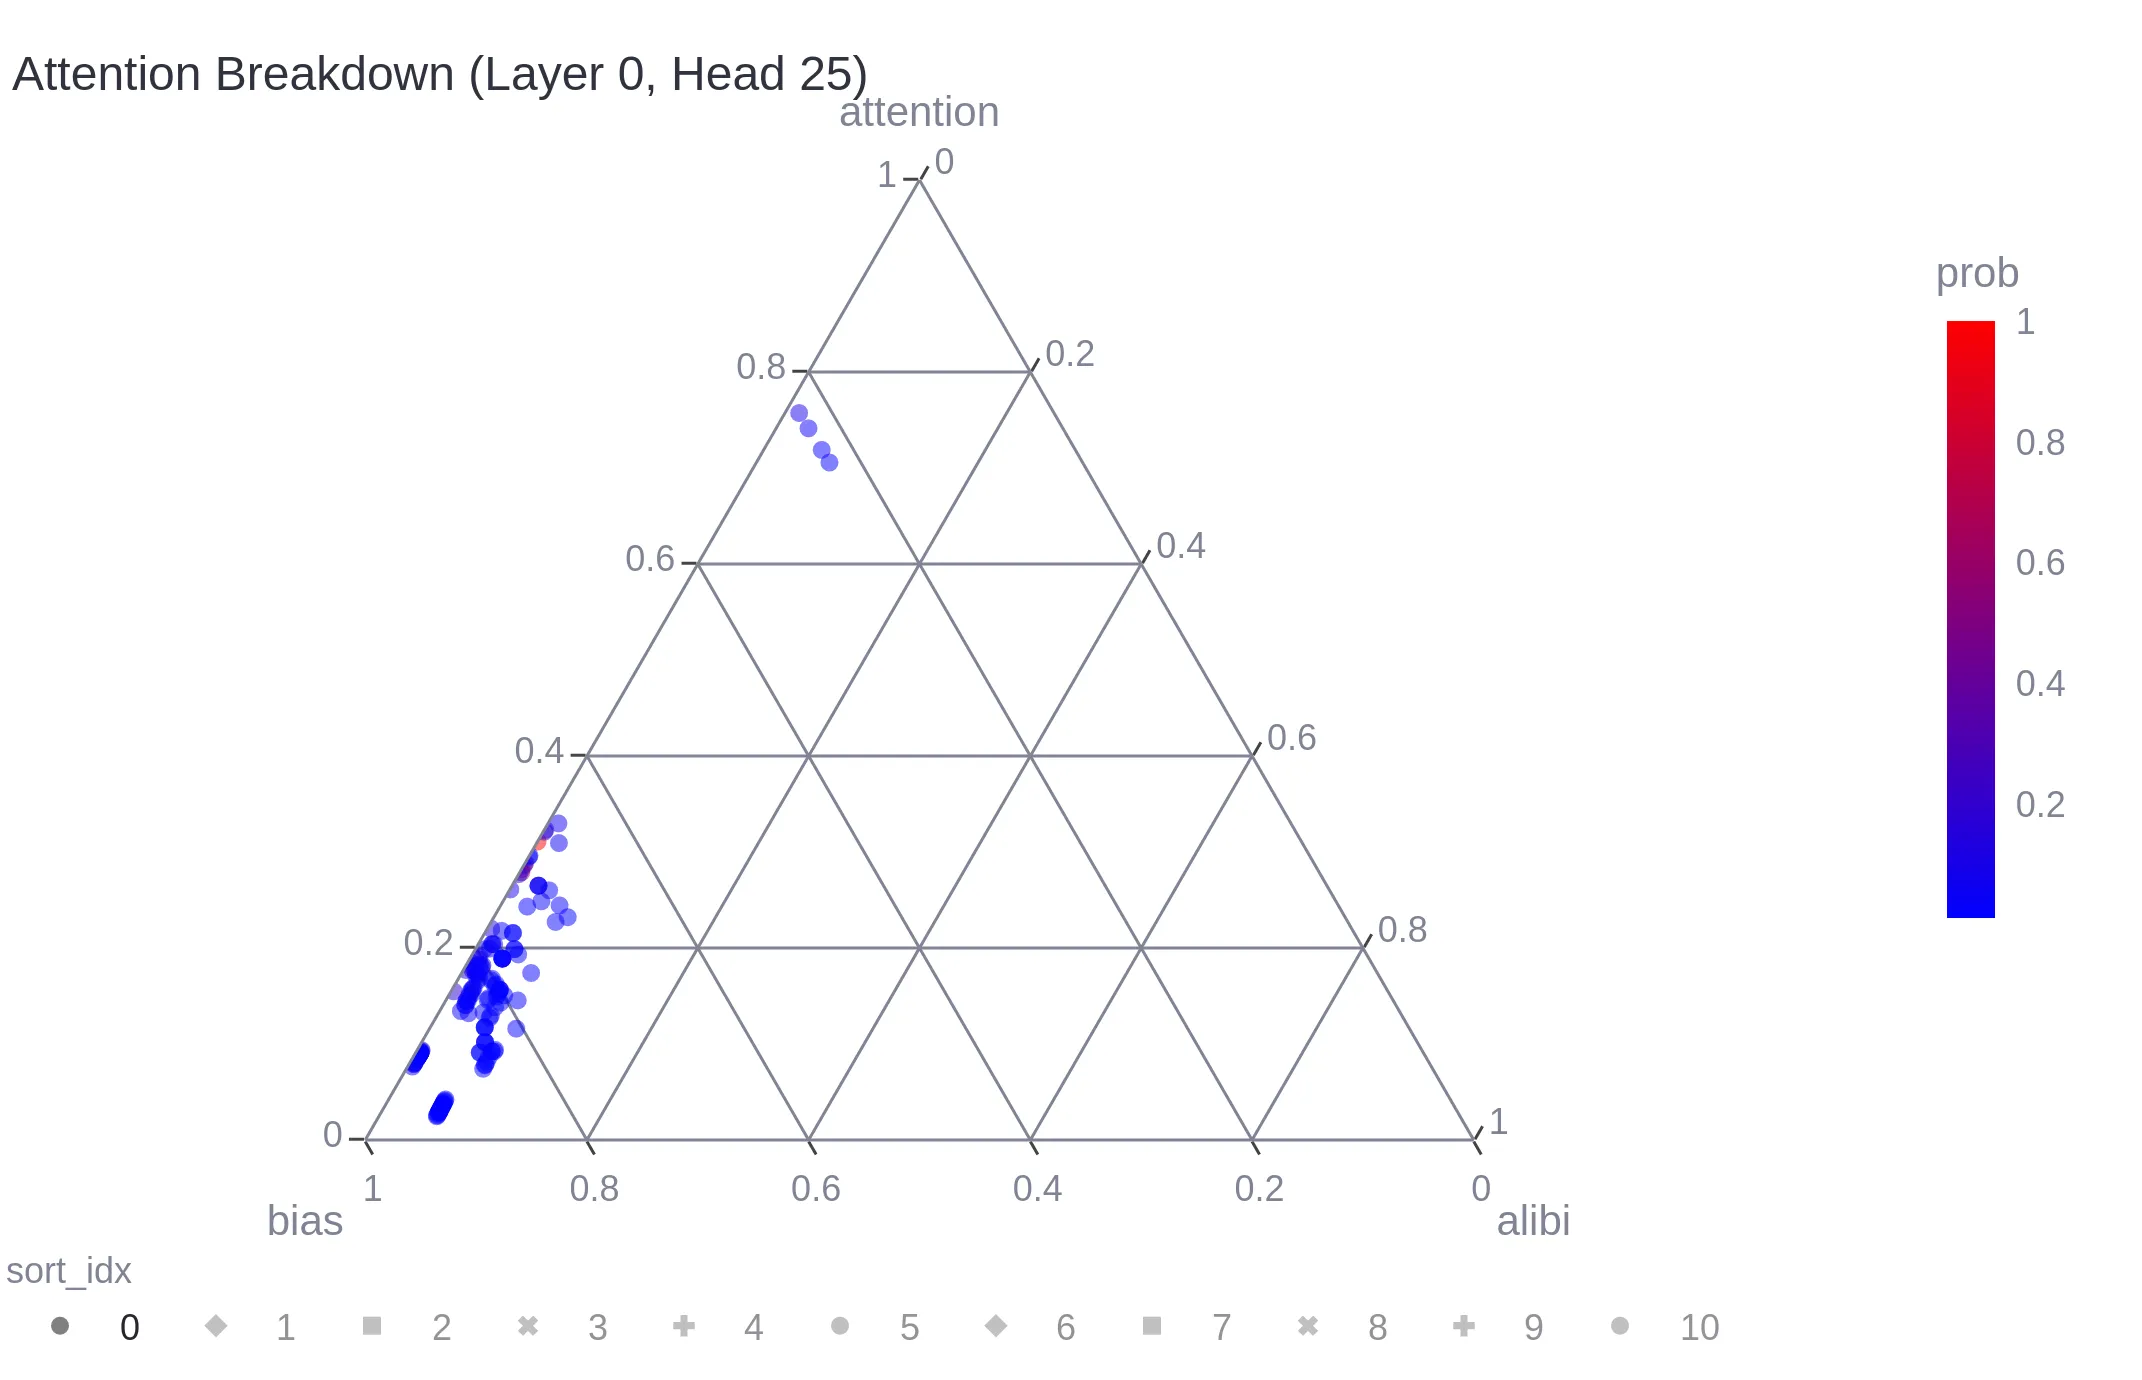 Attention Breakdown (Layer 0, Head 25)
attention
1 0
prob
1
0.8 0.2
0.8
0.6 0.4
0.6
0.4 0.6
0.4
0.2 0.8
0.2
0 1
1 0.8 0.6 0.4 0.2 0
bias alibi
sort_idx
0 1 2 3 4 5 6 7 8 9 10